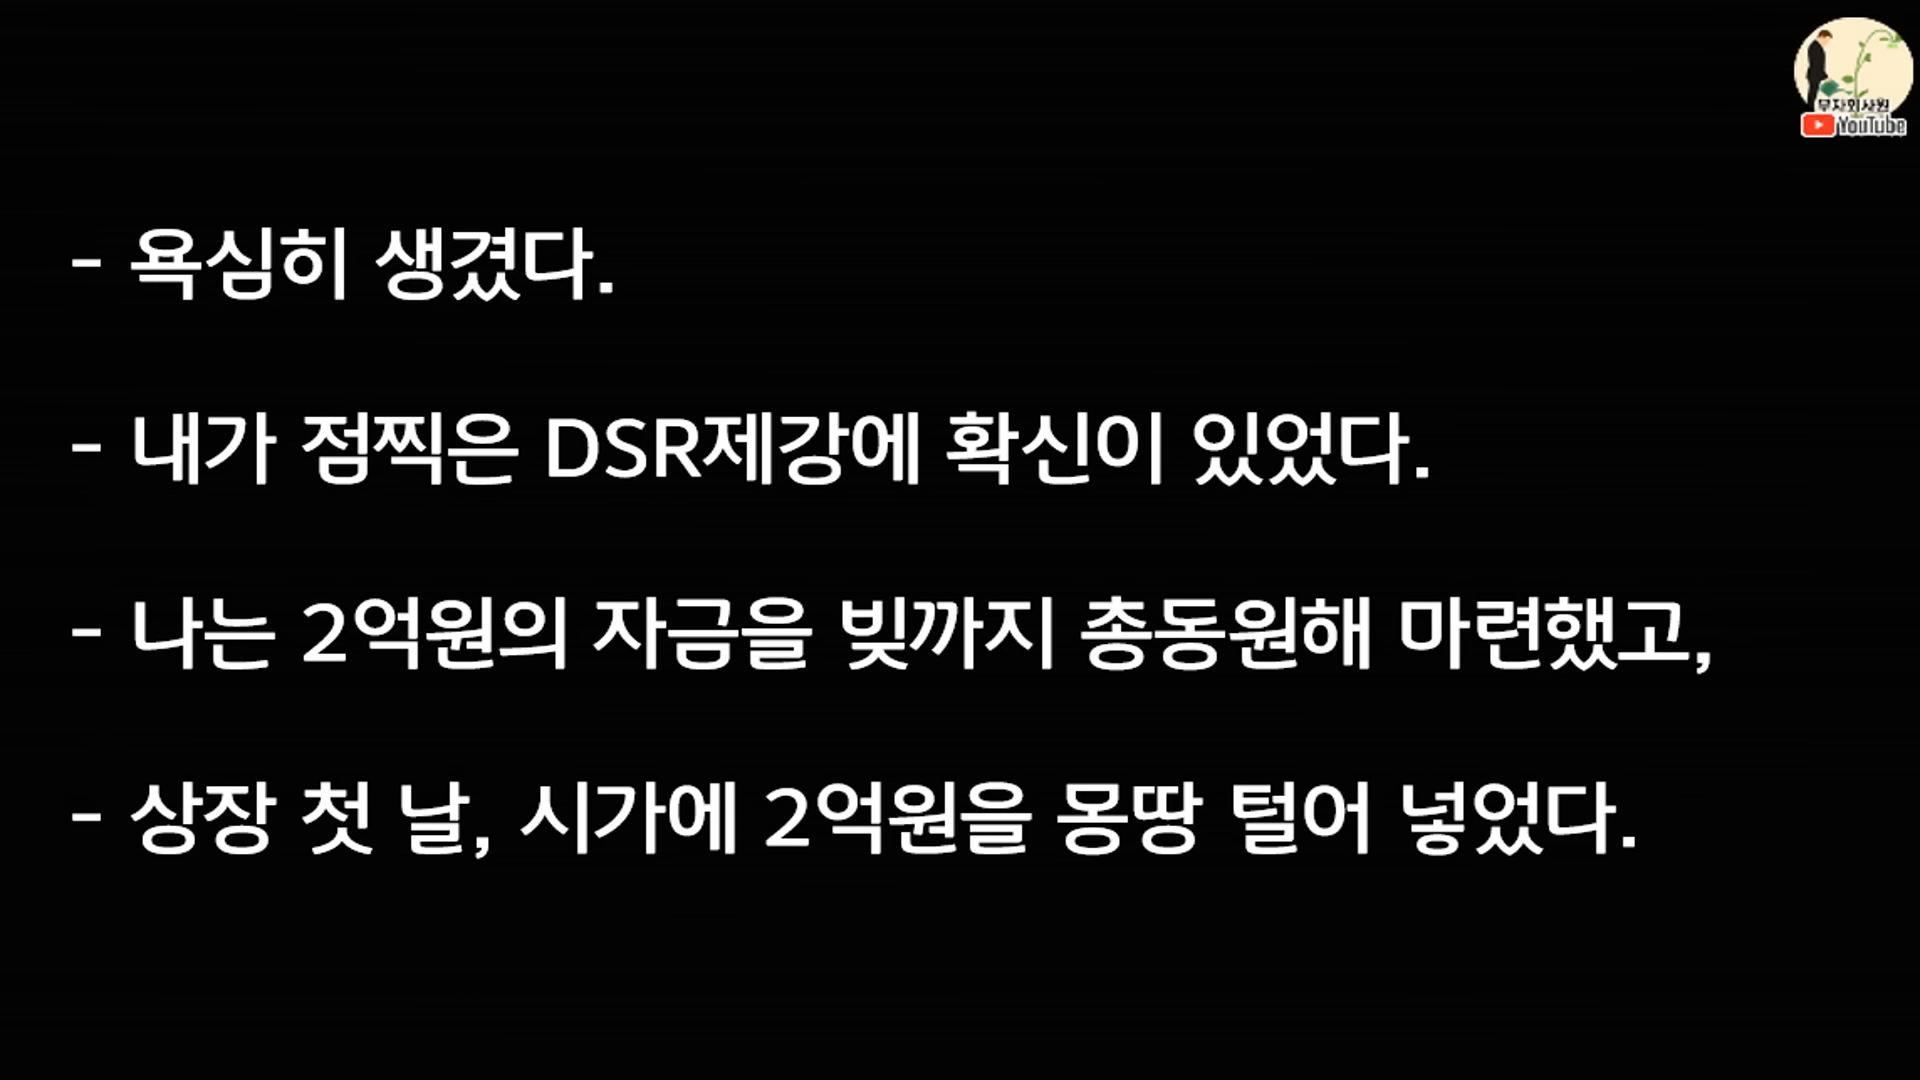 부자회사원
YouTube
- 욕심히 생겼다.
- 내가 점찍은 DSR제강에 확신이 있었다.
- 나는 2억원의 자금을 빚까지 총동원해 마련했고,
- 상장 첫 날, 시가에 2억원을 몽땅 털어 넣었다.